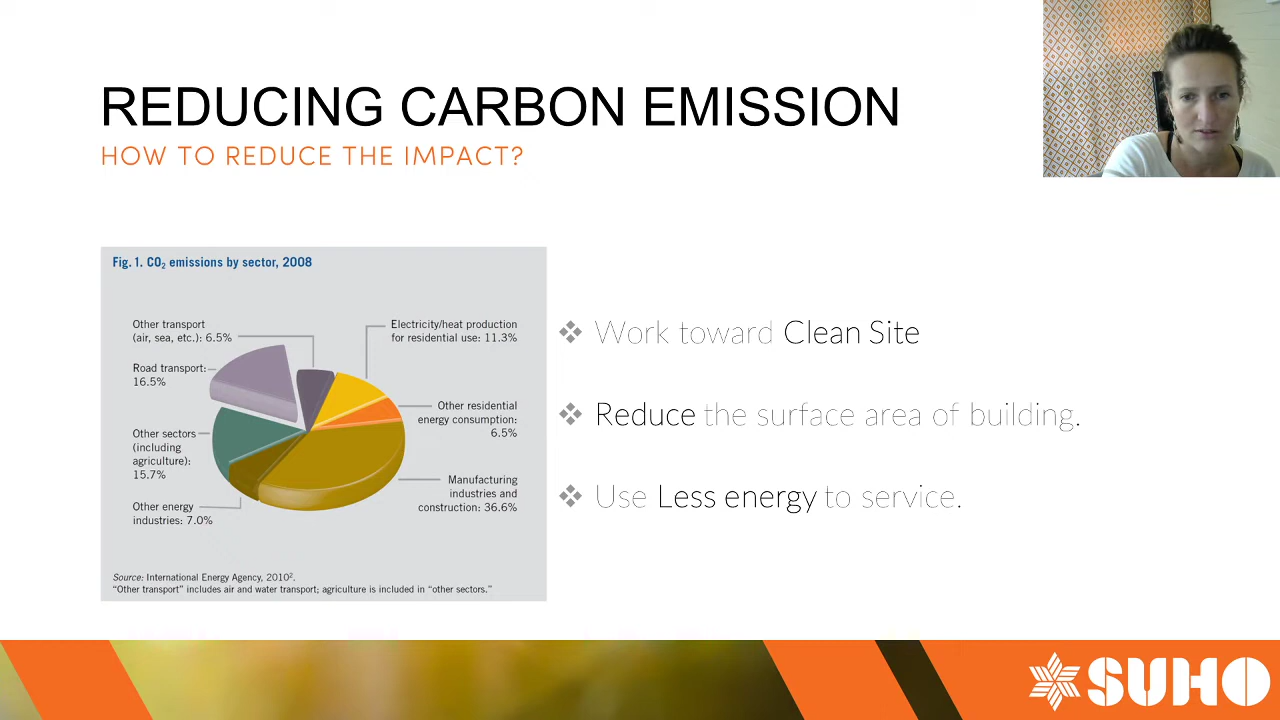 REDUCING CARBON EMISSION
HOW TO REDUCE THE IMPACT?
Fig. 1. CO₂ emissions by sector, 2008
Other transport
(air, sea, etc.): 6.5%
Electricity/heat production
for residential use: 11.3%
Road transport:
16.5%
Other residential
energy consumption:
6.5%
Other sectors
(including
agriculture):
15.7%
Manufacturing
industries and
construction: 36.6%
Other energy
industries: 7.0%
Source: International Energy Agency, 2010².
"Other transport" includes air and water transport; agriculture is included in "other sectors."
❖ Work toward Clean Site
❖ Reduce the surface area of building.
❖ Use Less energy to service.
SUHO